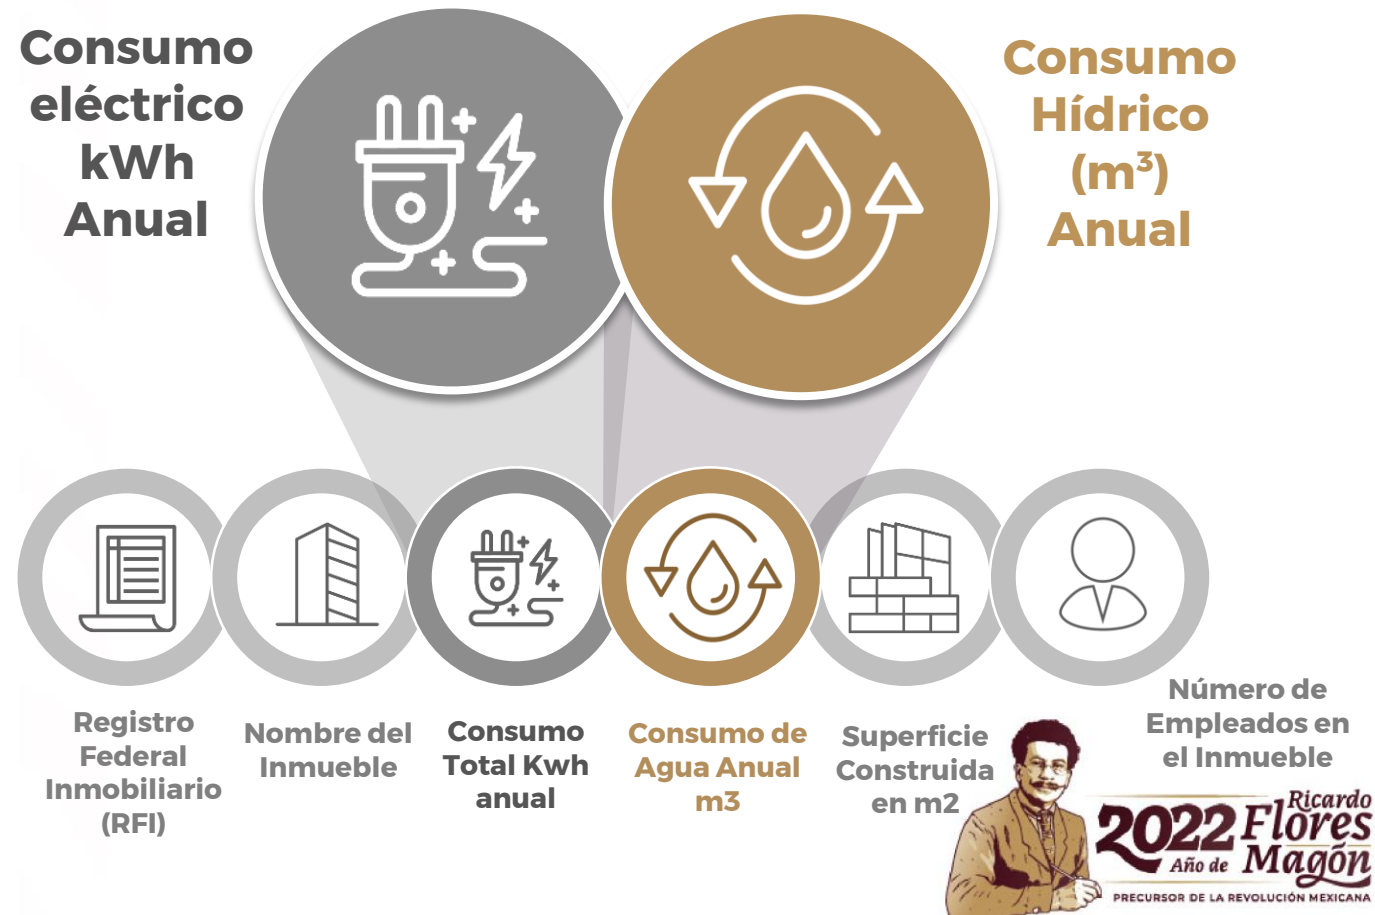 Consumo
eléctrico
kWh
Anual
Consumo
Hídrico
(m³)
Anual
Registro
Federal
Inmobiliario
(RFI)
Nombre del
Inmueble
Consumo
Total Kwh
anual
Consumo de
Agua Anual
m3
Superficie
Construida
en m2
Número de
Empleados en
el Inmueble
2022
Año de
Ricardo
Flores
Magón
PRECURSOR DE LA REVOLUCIÓN MEXICANA